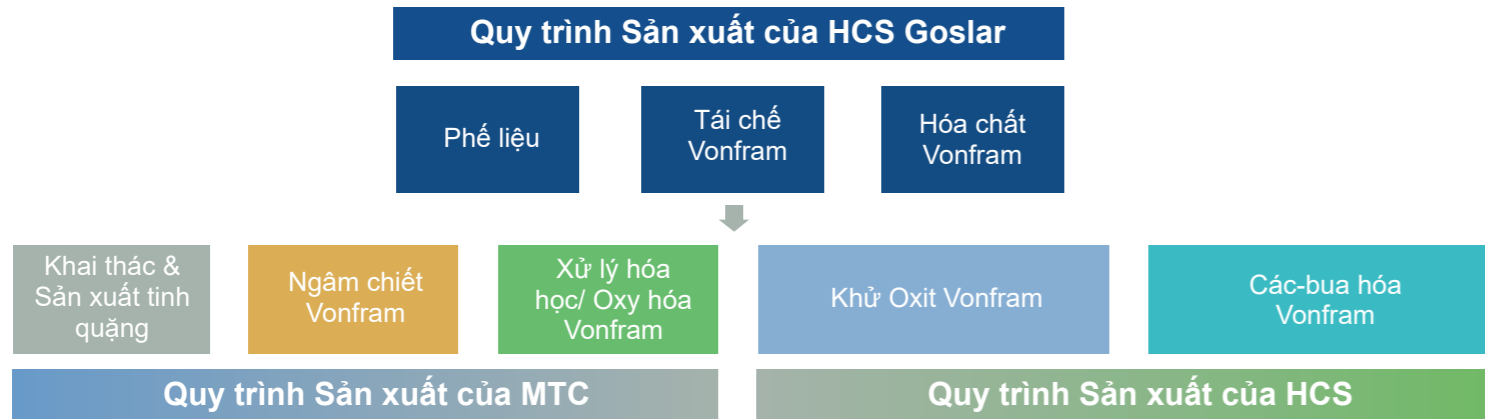 Quy trình Sản xuất của HCS Goslar
Phế liệu
Tái chế
Vonfram
Hóa chất
Vonfram
Khai thác &
Sản xuất tinh
quặng
Ngâm chiết
Vonfram
Xử lý hóa
học/ Oxy hóa
Vonfram
Khử Oxit Vonfram
Các-bua hóa
Vonfram
Quy trình Sản xuất của MTC
Quy trình Sản xuất của HCS